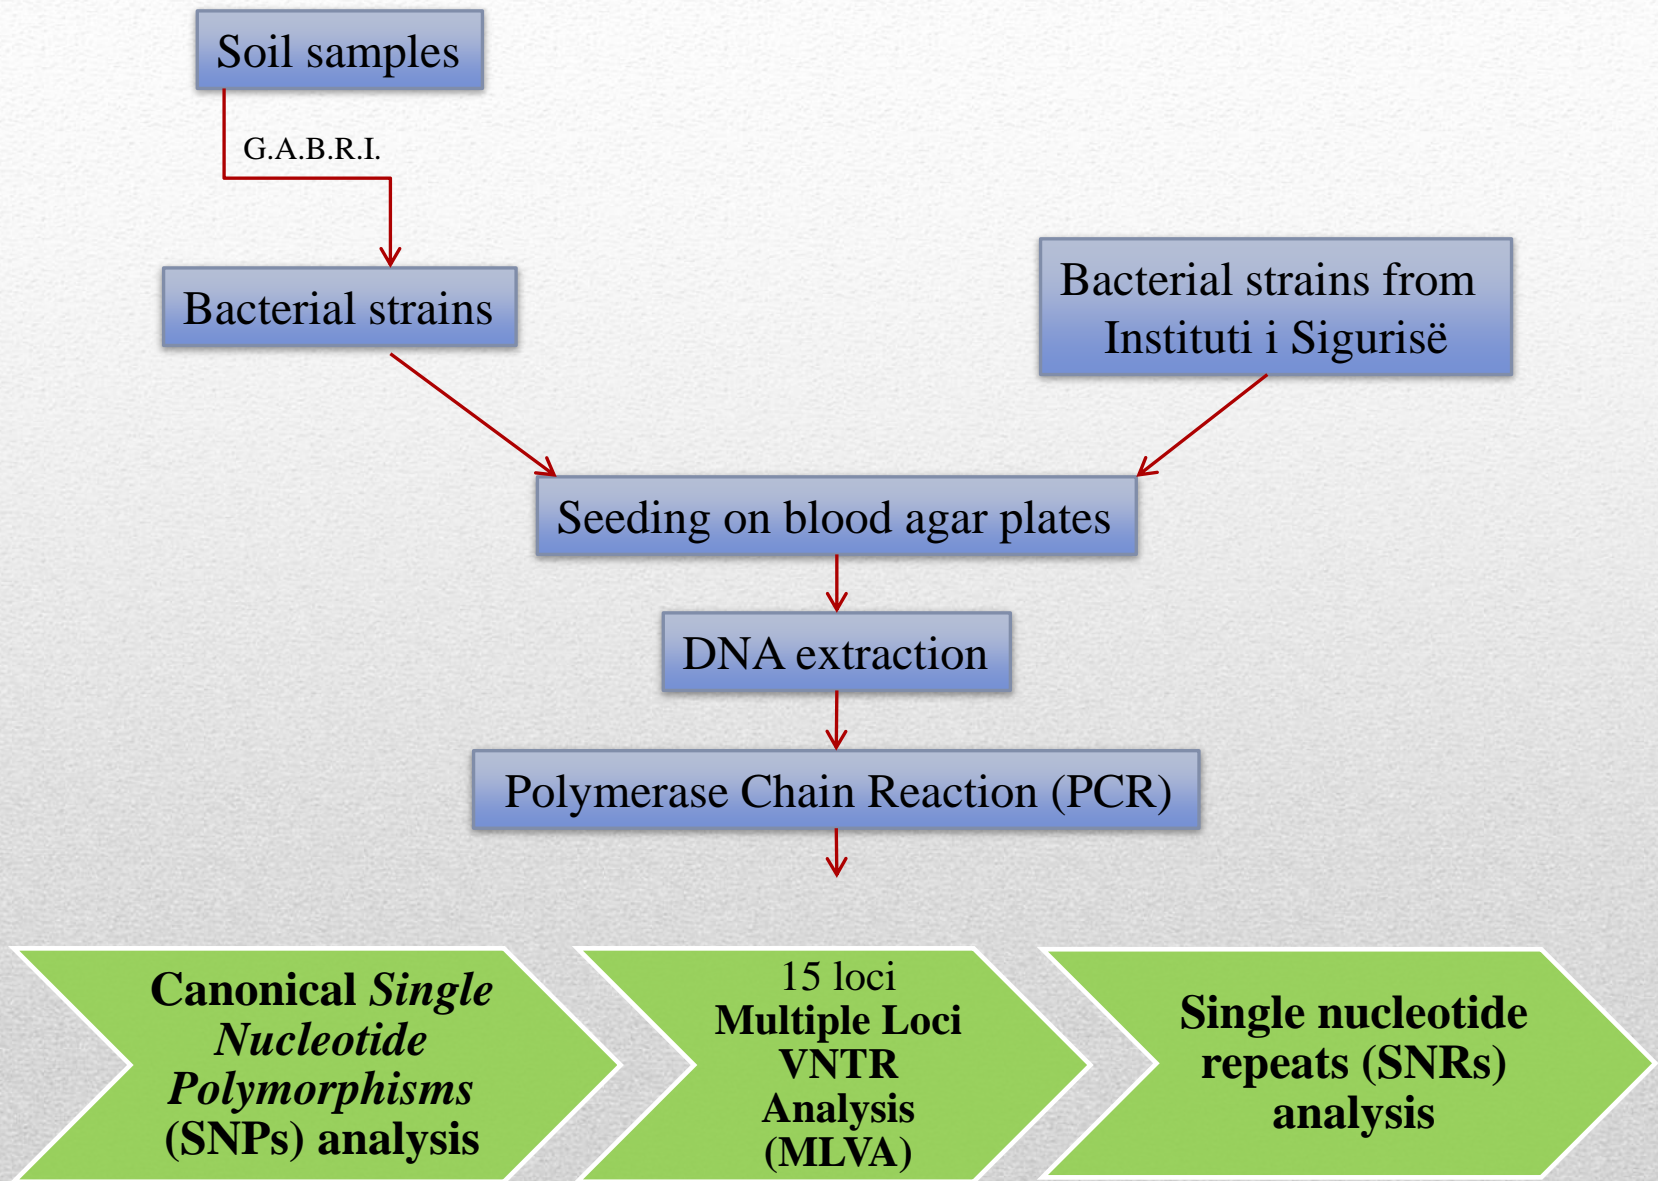 Soil samples
G.A.B.R.I.
Bacterial strains
Bacterial strains from
Instituti i Sigurisë
Seeding on blood agar plates
DNA extraction
Polymerase Chain Reaction (PCR)
Canonical Single
Nucleotide
Polymorphisms
(SNPs) analysis
15 loci
Multiple Loci
VNTR
Analysis
(MLVA)
Single nucleotide
repeats (SNRs)
analysis